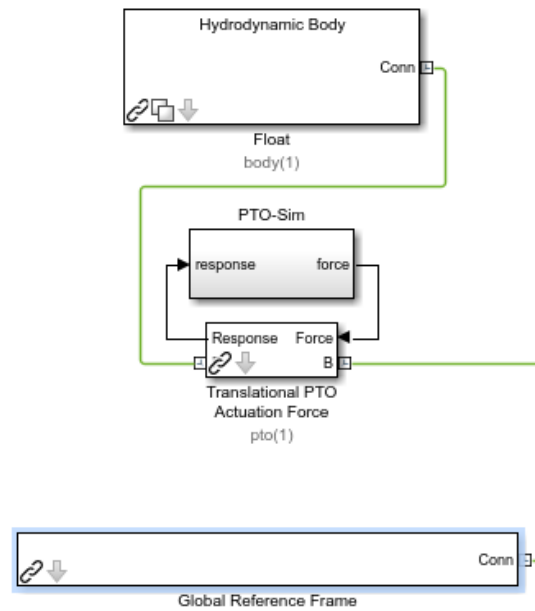 Hydrodynamic Body
Conn
Float
body(1)
PTO-Sim
response force
Response Force
B
Translational PTO
Actuation Force
pto(1)
Conn
Global Reference Frame